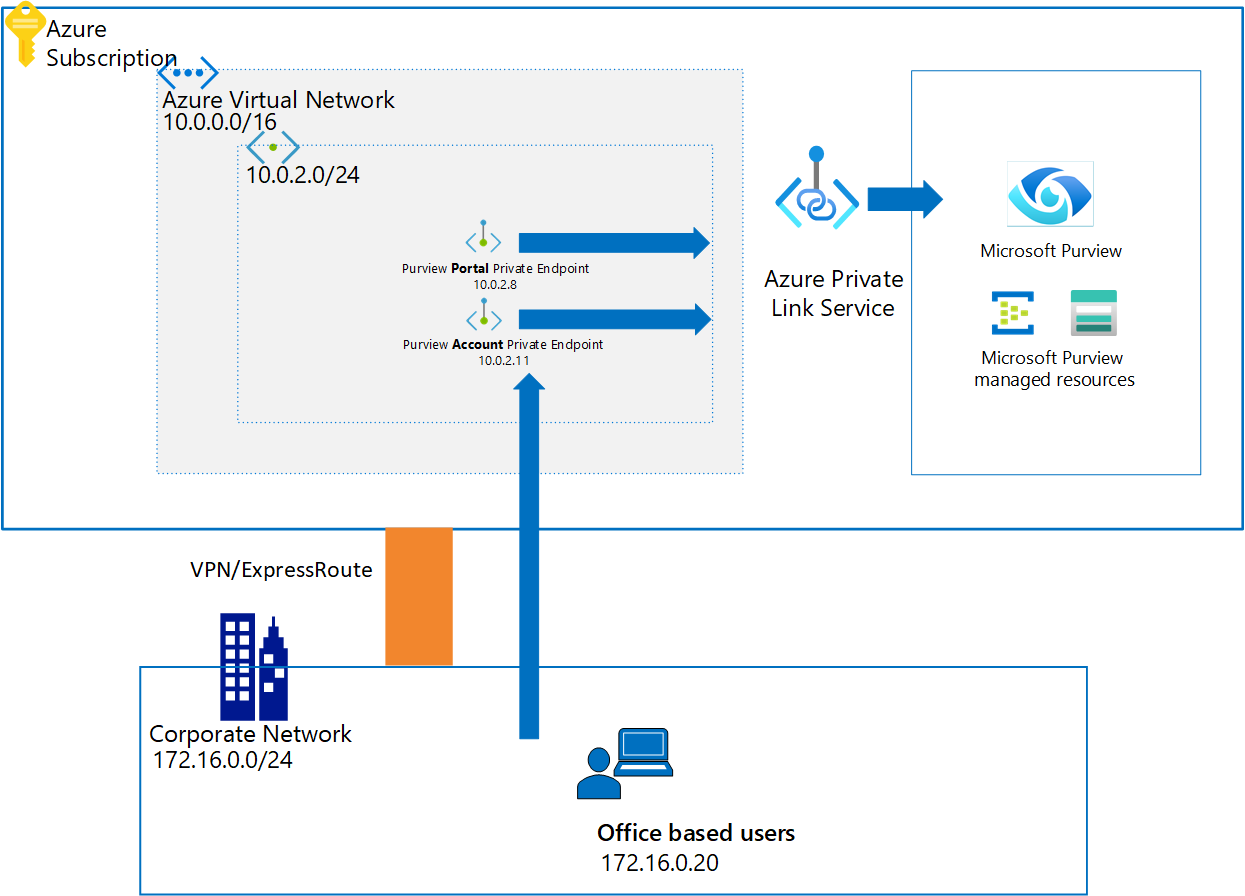 Azure
Subscription
Azure Virtual Network
10.0.0.0/16
10.0.2.0/24
Purview Portal Private Endpoint
10.0.2.8
Purview Account Private Endpoint
10.0.2.11
Azure Private
Link Service
Microsoft Purview
Microsoft Purview
managed resources
VPN/ExpressRoute
Corporate Network
172.16.0.0/24
Office based users
172.16.0.20